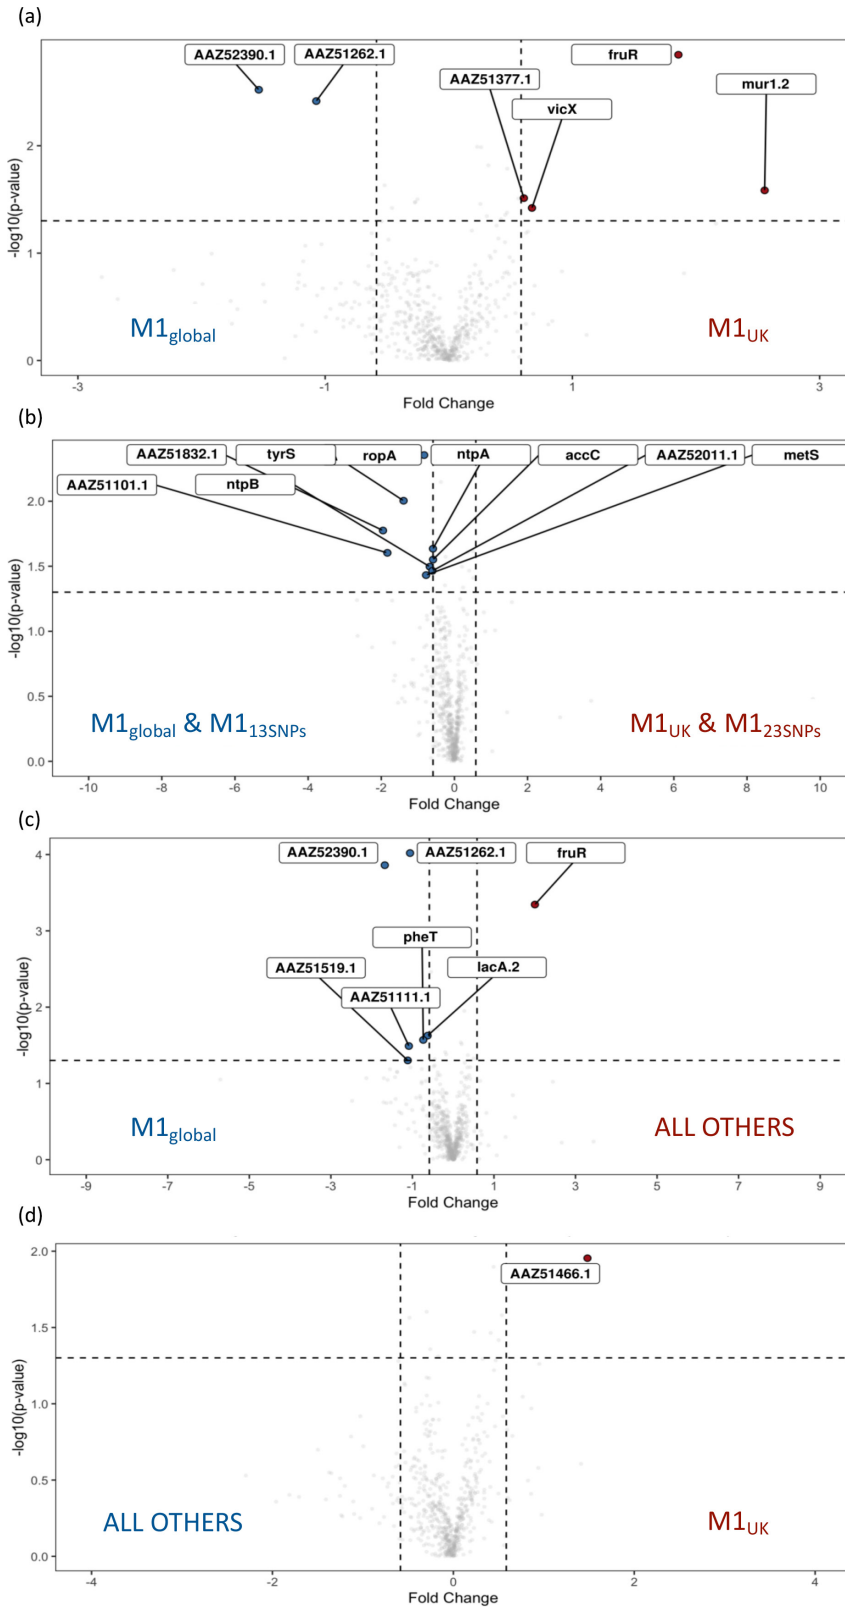 (a)
AAZ52390.1 AAZ51262.1 fruR
AAZ51377.1 mur1.2
vicX
2
1
0
-log10(p-value)
M1global M1UK
-3 -1 1 3
Fold Change
(b)
AAZ51832.1 tyrS ropA ntpA accC AAZ52011.1 metS
AAZ51101.1 ntpB
2.0
1.5
1.0
0.5
0.0
-log10(p-value)
M1global & M113SNPs M1UK & M123SNPs
-10 -8 -6 -4 -2 0 2 4 6 8 10
Fold Change
(c)
AAZ52390.1 AAZ51262.1 fruR
pheT
AAZ51519.1 lacA.2
AAZ51111.1
4
3
2
1
0
-log10(p-value)
M1global ALL OTHERS
-9 -7 -5 -3 -1 1 3 5 7 9
Fold Change
(d)
AAZ51466.1
2.0
1.5
1.0
0.5
0.0
-log10(p-value)
ALL OTHERS M1UK
-4 -2 0 2 4
Fold Change